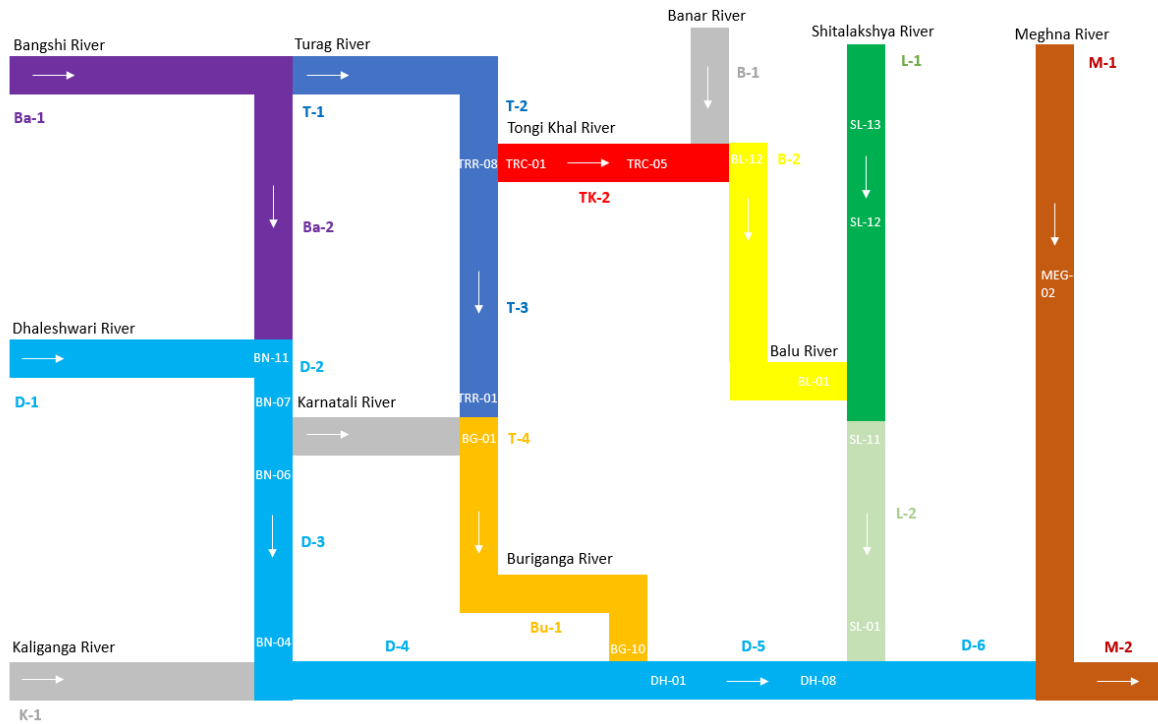 Banar River
Shitalakshya River
Meghna River
Bangshi River
Turag River
L-1
M-1
B-1
Ba-1
T-1
T-2
SL-13
Tongi Khal River
TRR-08
TRC-01
TRC-05
BL-12
B-2
TK-2
SL-12
Ba-2
MEG-
02
T-3
Dhaleshwari River
Balu River
BN-11
D-2
BL-01
D-1
BN-07
Karnatali River
TRR-01
BG-01
T-4
SL-11
BN-06
L-2
D-3
Buriganga River
Bu-1
SL-01
Kaliganga River
BN-04
D-4
BG-10
D-5
D-6
M-2
DH-01
DH-08
K-1